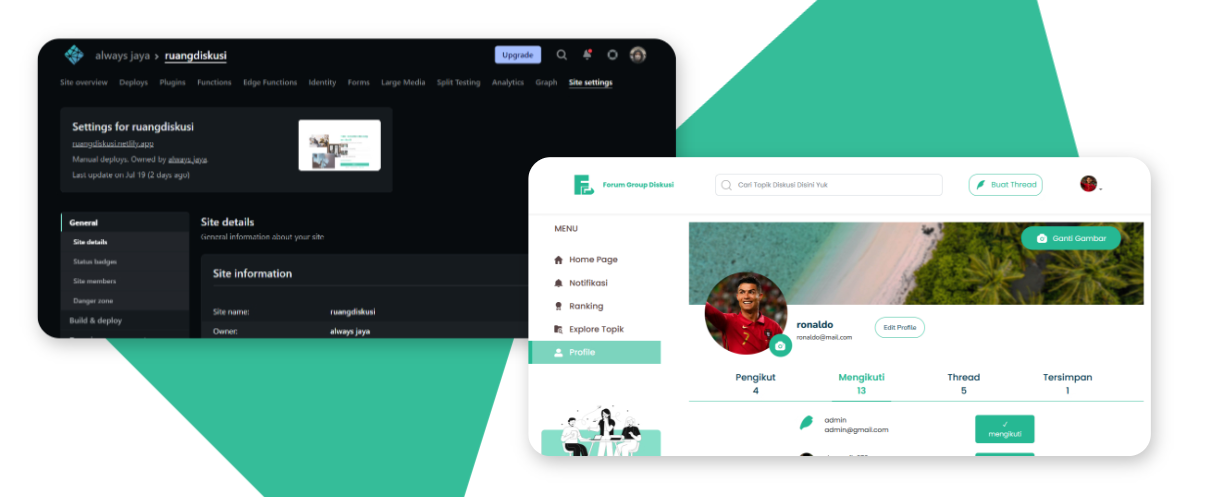 always jaya > ruangdiskusi
Upgrade
Site overview Deploys Plugins Functions Edge Functions Identity Forms Large Media Split Testing Analytics Graph Site settings
Settings for ruangdiskusi
ruangdiskusi.netlify.app
Manual deploys. Owned by always jaya
Last update on Jul 19 (2 days ago)
General
Site details
Status badges
Site members
Danger zone
Build & deploy
Site details
General information about your site
Site information
Site name: ruangdiskusi
Owner: always jaya
Forum Group Diskusi
Cari Topik Diskusi Disini Yuk
Buat Thread
MENU
Home Page
Notifikasi
Ranking
Explore Topik
Profile
Ganti Gambar
ronaldo
ronaldo@mail.com
Edit Profile
Pengikut Mengikuti Thread Tersimpan
4 13 5 1
admin
admin@gmail.com
✓
mengikuti